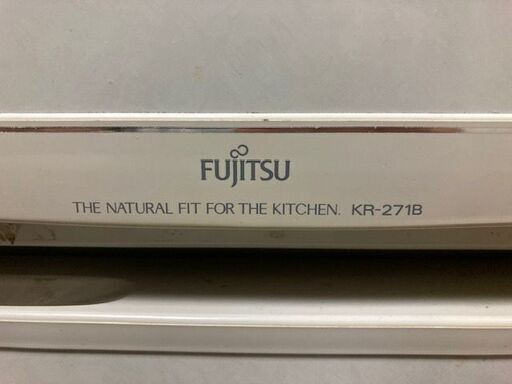 FUJITSU
THE NATURAL FIT FOR THE KITCHEN. KR-271B